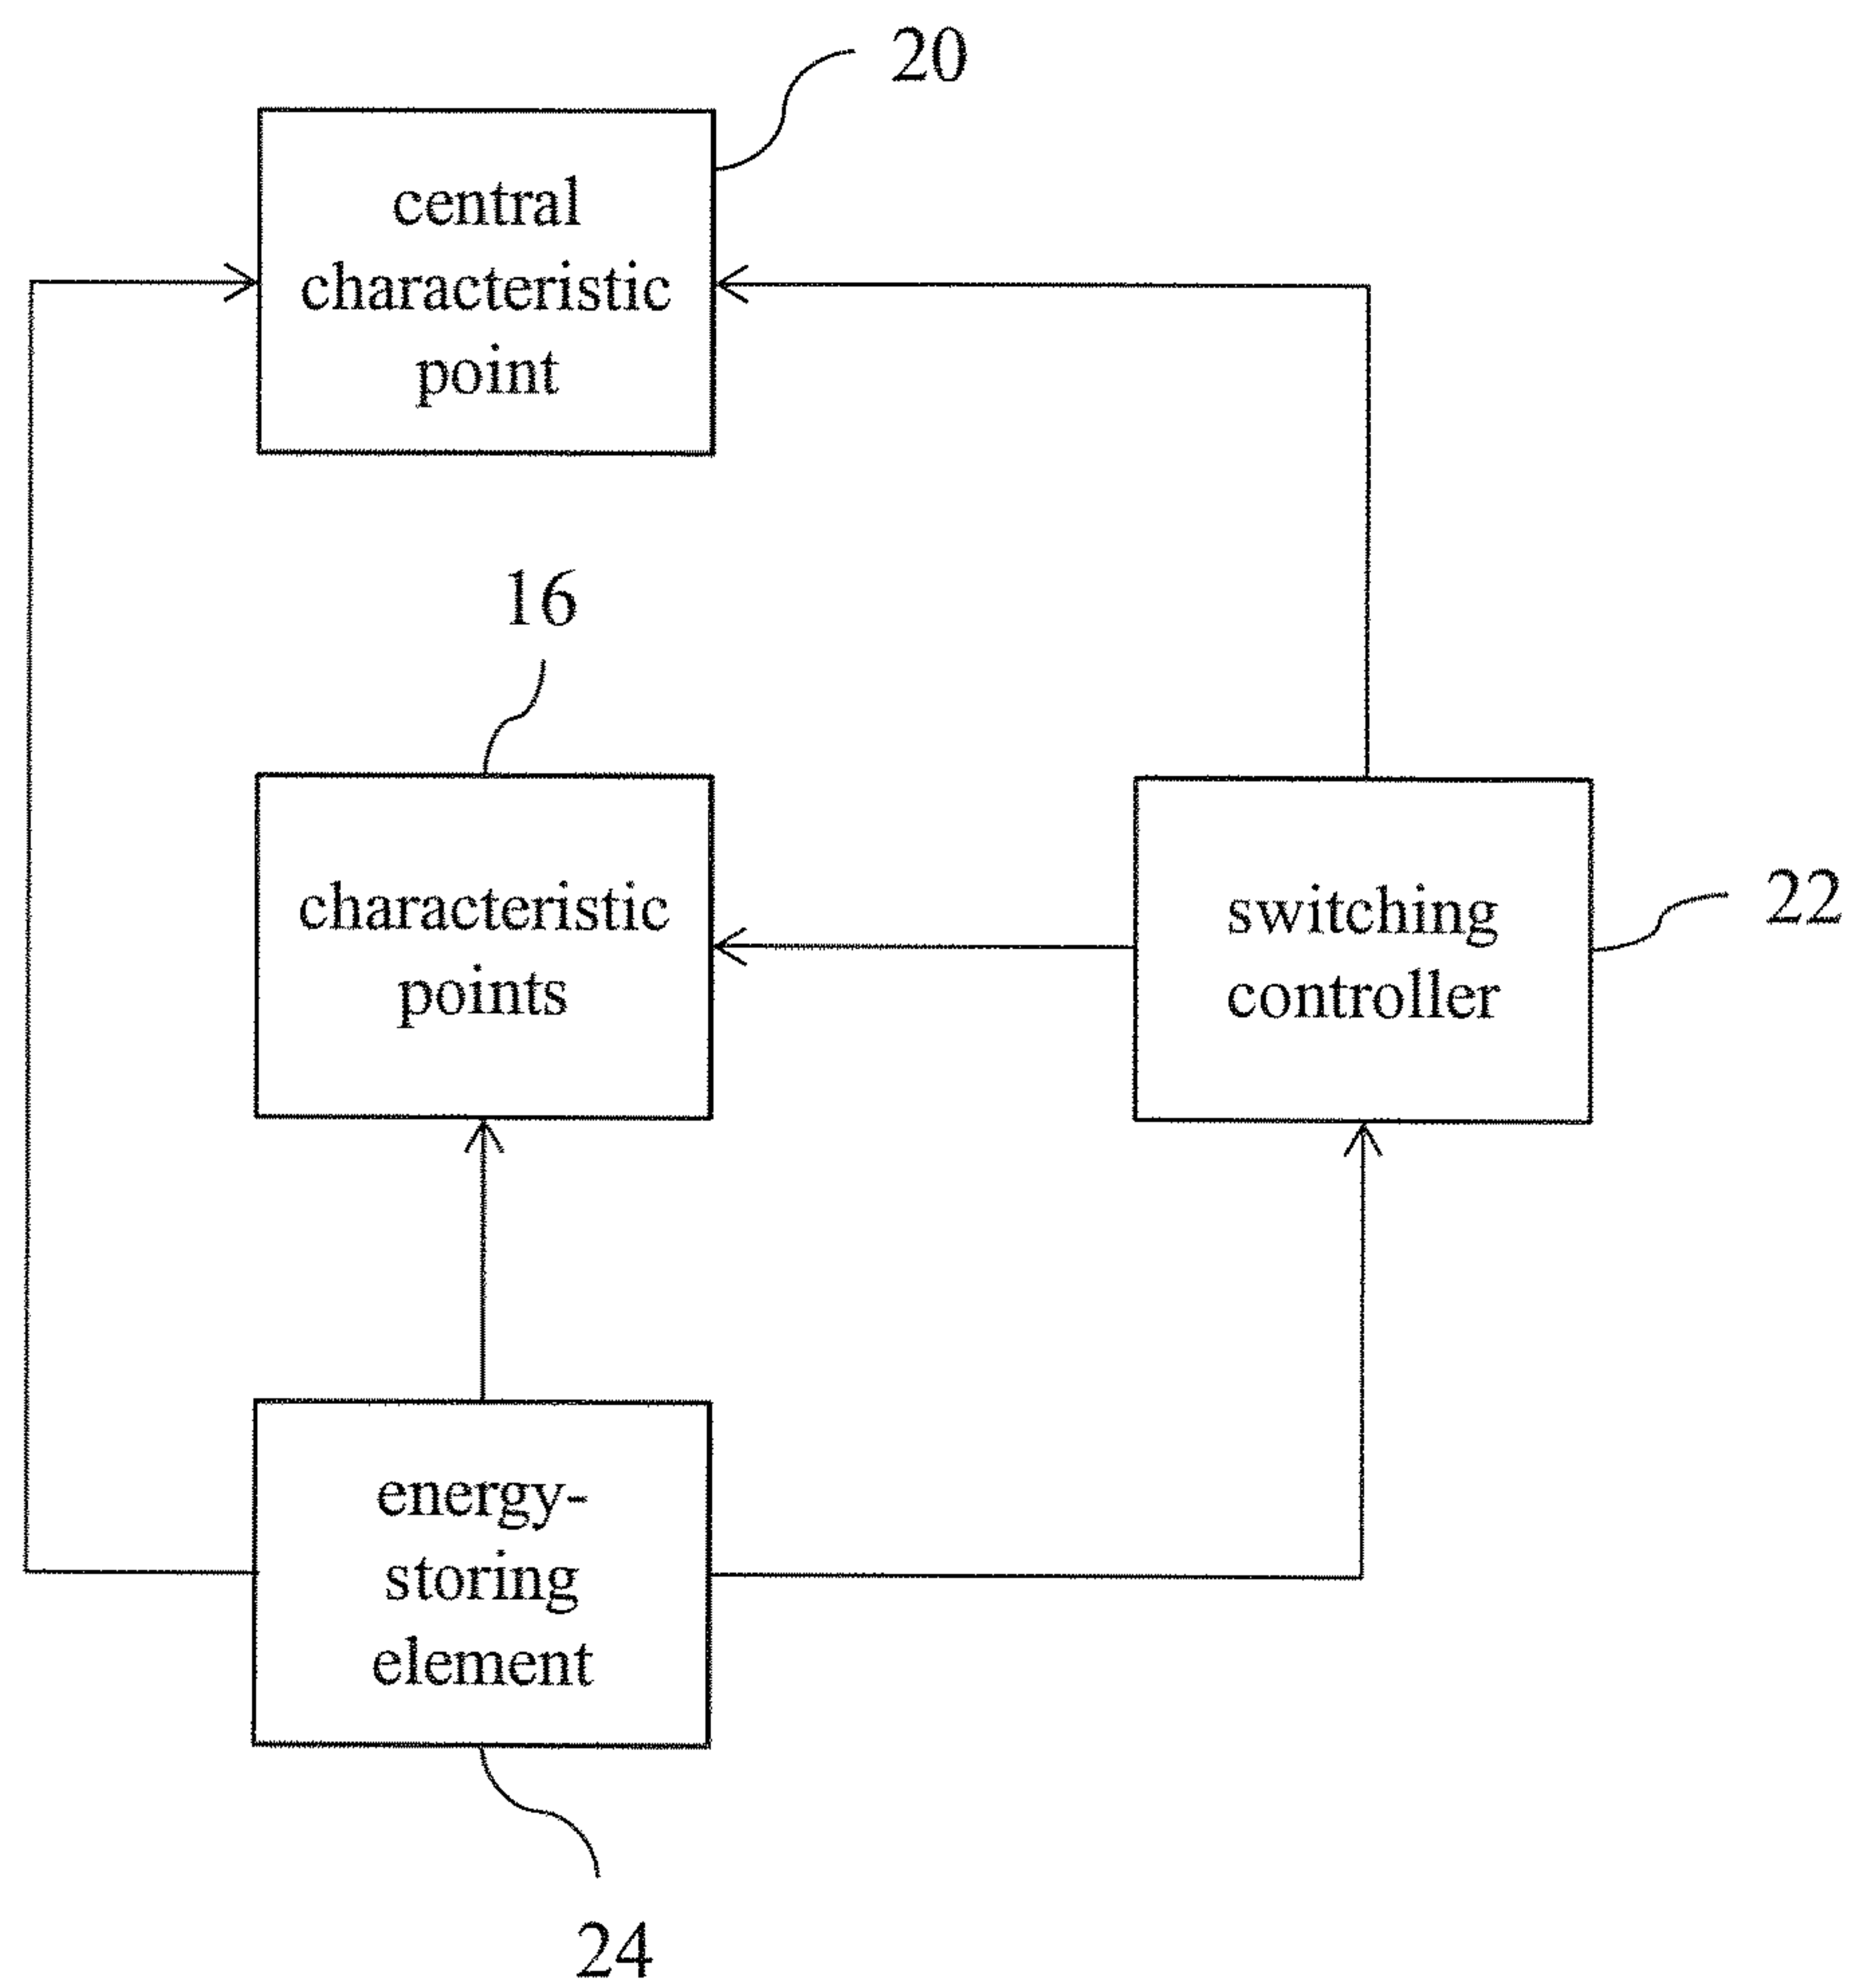 20
central
characteristic
point
16
characteristic
points
switching
controller
22
energy-
storing
element
24